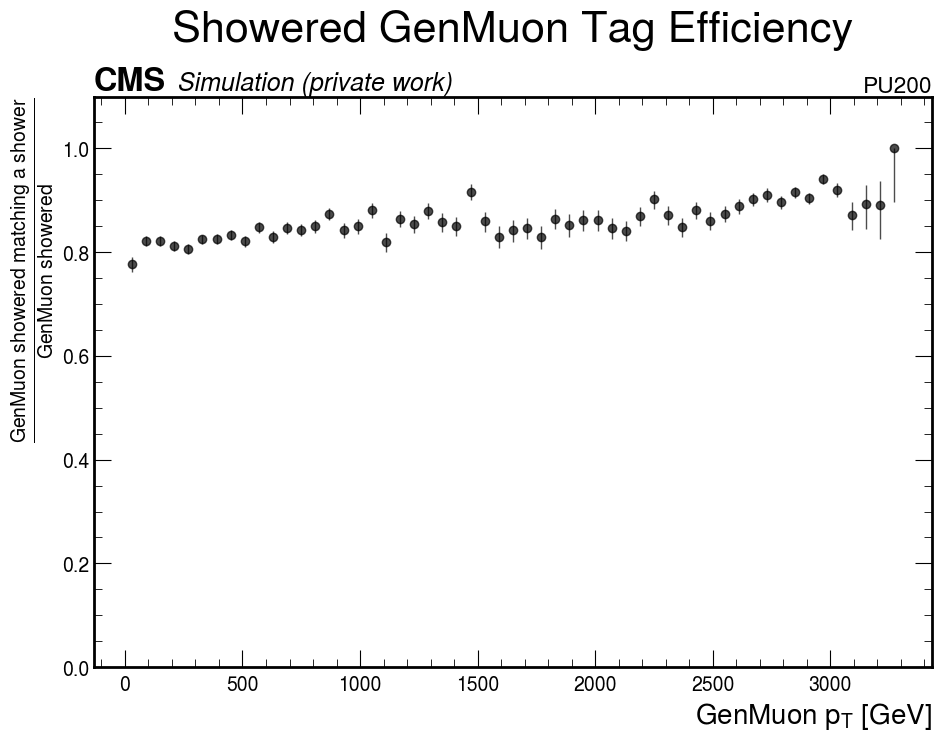 Showered GenMuon Tag Efficiency
CMS Simulation (private work)
PU200
GenMuon showered matching a shower
GenMuon showered
1.0
0.8
0.6
0.4
0.2
0.0
0 500 1000 1500 2000 2500 3000
GenMuon p_T [GeV]